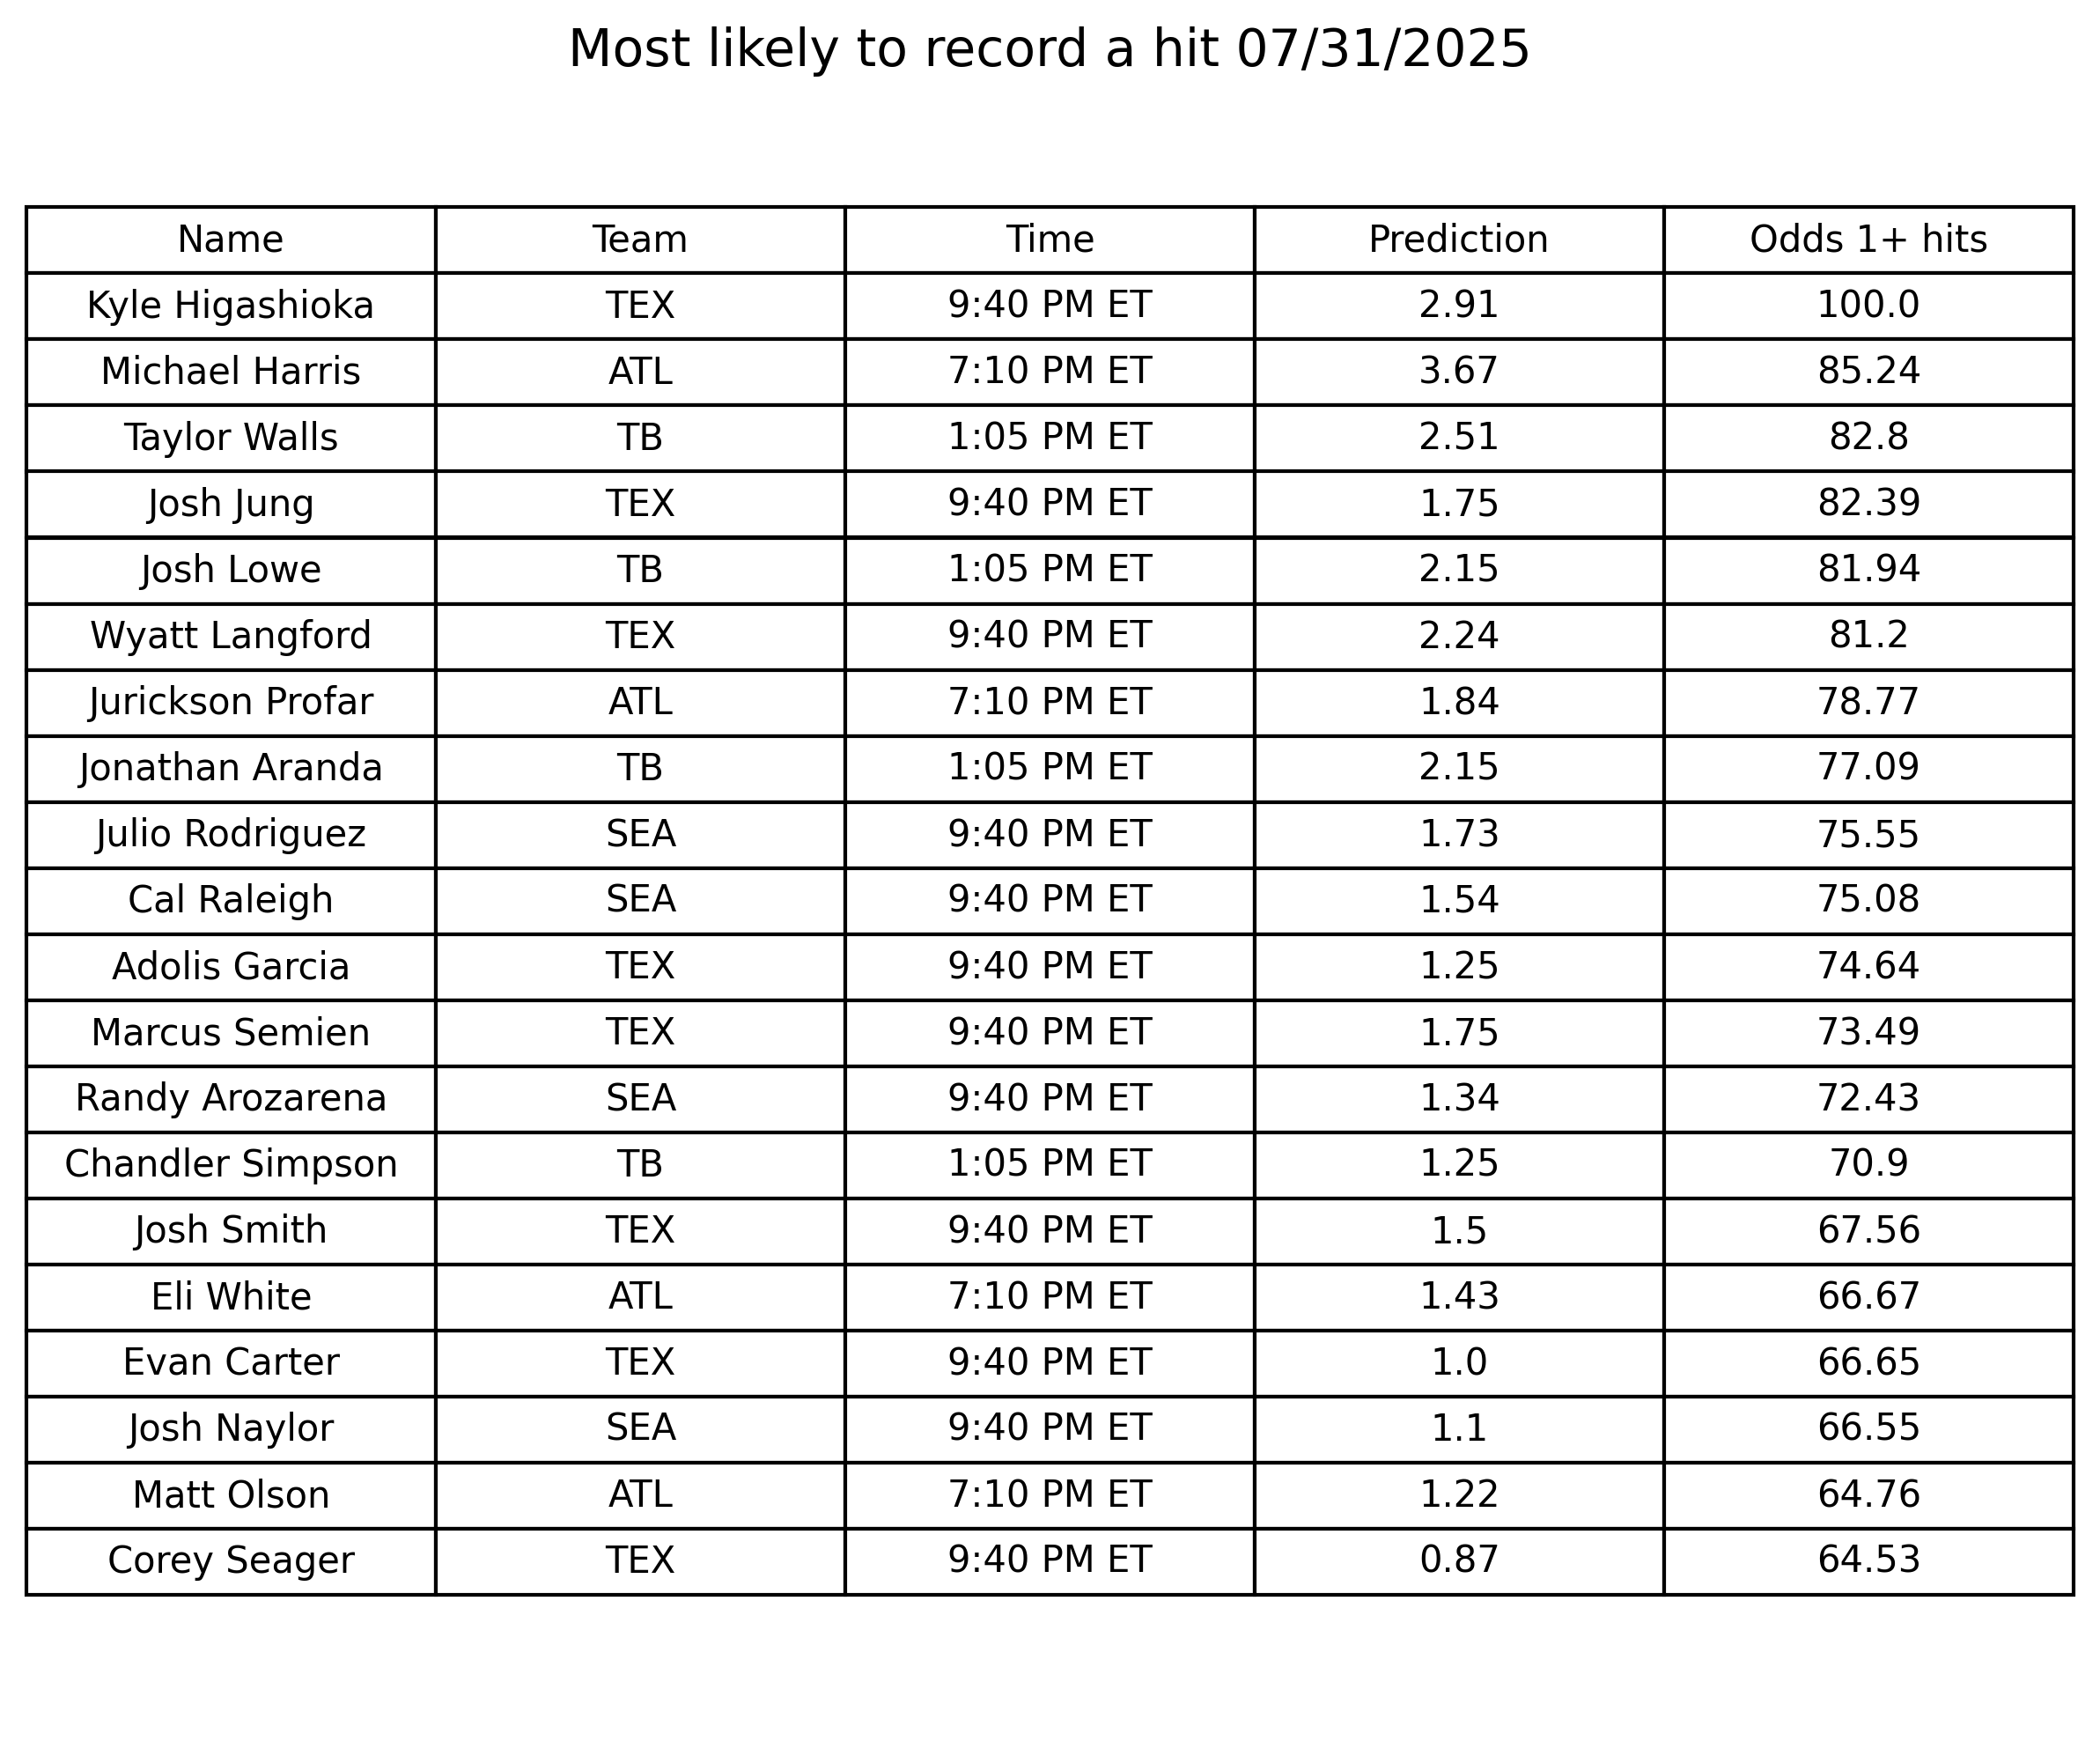 Most likely to record a hit 07/31/2025
Name Team Time Prediction Odds 1+ hits
Kyle Higashioka TEX 9:40 PM ET 2.91 100.0
Michael Harris ATL 7:10 PM ET 3.67 85.24
Taylor Walls TB 1:05 PM ET 2.51 82.8
Josh Jung TEX 9:40 PM ET 1.75 82.39
Josh Lowe TB 1:05 PM ET 2.15 81.94
Wyatt Langford TEX 9:40 PM ET 2.24 81.2
Jurickson Profar ATL 7:10 PM ET 1.84 78.77
Jonathan Aranda TB 1:05 PM ET 2.15 77.09
Julio Rodriguez SEA 9:40 PM ET 1.73 75.55
Cal Raleigh SEA 9:40 PM ET 1.54 75.08
Adolis Garcia TEX 9:40 PM ET 1.25 74.64
Marcus Semien TEX 9:40 PM ET 1.75 73.49
Randy Arozarena SEA 9:40 PM ET 1.34 72.43
Chandler Simpson TB 1:05 PM ET 1.25 70.9
Josh Smith TEX 9:40 PM ET 1.5 67.56
Eli White ATL 7:10 PM ET 1.43 66.67
Evan Carter TEX 9:40 PM ET 1.0 66.65
Josh Naylor SEA 9:40 PM ET 1.1 66.55
Matt Olson ATL 7:10 PM ET 1.22 64.76
Corey Seager TEX 9:40 PM ET 0.87 64.53